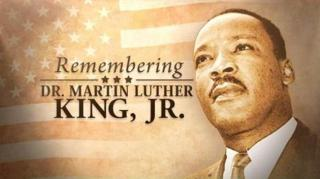 Remembering
DR. MARTIN LUTHER
KING, JR.